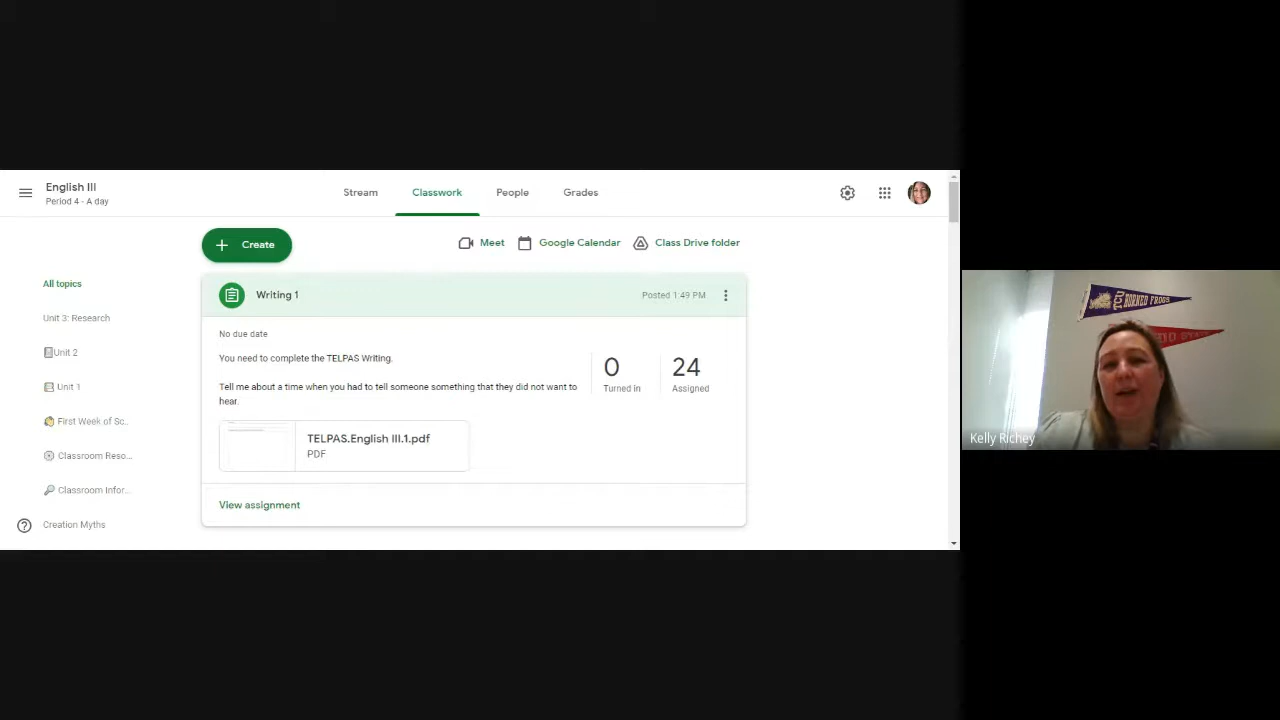 English III
Period 4 - A day
Stream
Classwork
People
Grades
Create
Meet
Google Calendar
Class Drive folder
All topics
Unit 3: Research
Unit 2
Unit 1
First Week of Sc..
Classroom Reso...
Classroom Infor...
Creation Myths
Writing 1
Posted 1:49 PM
No due date
You need to complete the TELPAS Writing.
Tell me about a time when you had to tell someone something that they did not want to
hear.
0
Turned in
24
Assigned
TELPAS.English III.1.pdf
PDF
View assignment
TCU HORNED FROGS
Kelly Richey